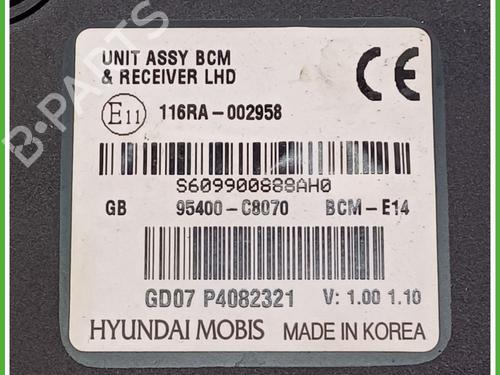 UNIT ASSY BCM
& RECEIVER LHD
CE
E11 116RA-002958
S609900888AH0
GB 95400-C8070 BCM-E14
GD07 P4082321 V: 1.00 1.10
HYUNDAI MOBIS MADE IN KOREA
B-PARTS